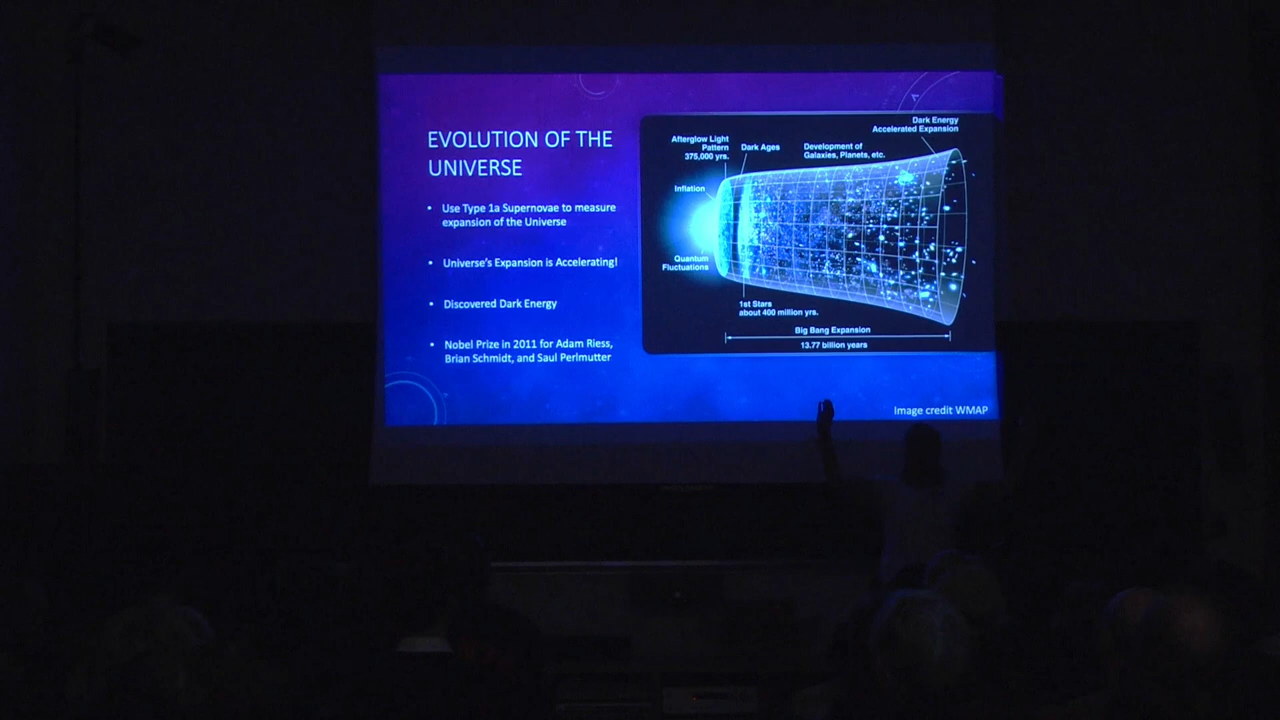 EVOLUTION OF THE
UNIVERSE
• Use Type 1a Supernovae to measure
expansion of the Universe
• Universe's Expansion is Accelerating!
• Discovered Dark Energy
• Nobel Prize in 2011 for Adam Riess,
Brian Schmidt, and Saul Perlmutter
Dark Energy
Accelerated Expansion
Afterglow Light
Pattern
375,000 yrs.
Dark Ages
Development of
Galaxies, Planets, etc.
Inflation
Quantum
Fluctuations
1st Stars
about 400 million yrs.
Big Bang Expansion
13.77 billion years
Image credit WMAP